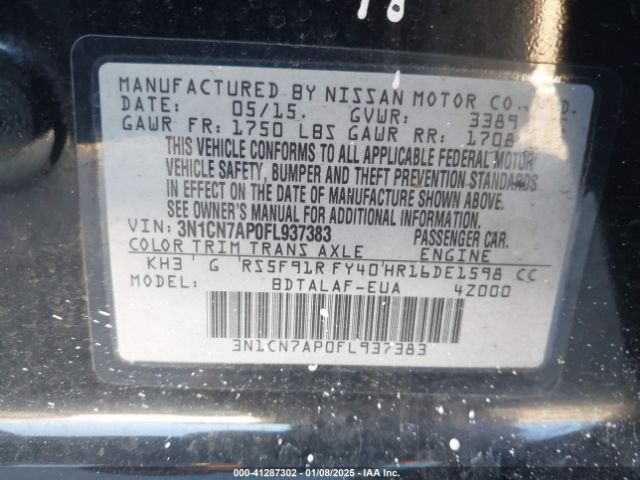 18
MANUFACTURED BY NISSAN MOTOR CO., LTD.
DATE: 05/15. GVWR: 3389
GAWR FR: 1750 LBS GAWR RR: 1708
THIS VEHICLE CONFORMS TO ALL APPLICABLE FEDERAL MOTOR
VEHICLE SAFETY, BUMPER AND THEFT PREVENTION STANDARDS
IN EFFECT ON THE DATE OF MANUFACTURE SHOWN ABOVE.
SEE OWNER'S MANUAL FOR ADDITIONAL INFORMATION.
VIN: 3N1CN7AP0FL937383 PASSENGER CAR.
COLOR TRIM TRANS AXLE ENGINE
KH3 G RS5F91R FY40 HR16DE1598 CC
MODEL: BDTALAF-EUA 4Z000
3N1CN7AP0FL937383
000-41287302 - 01/08/2025 - IAA Inc.